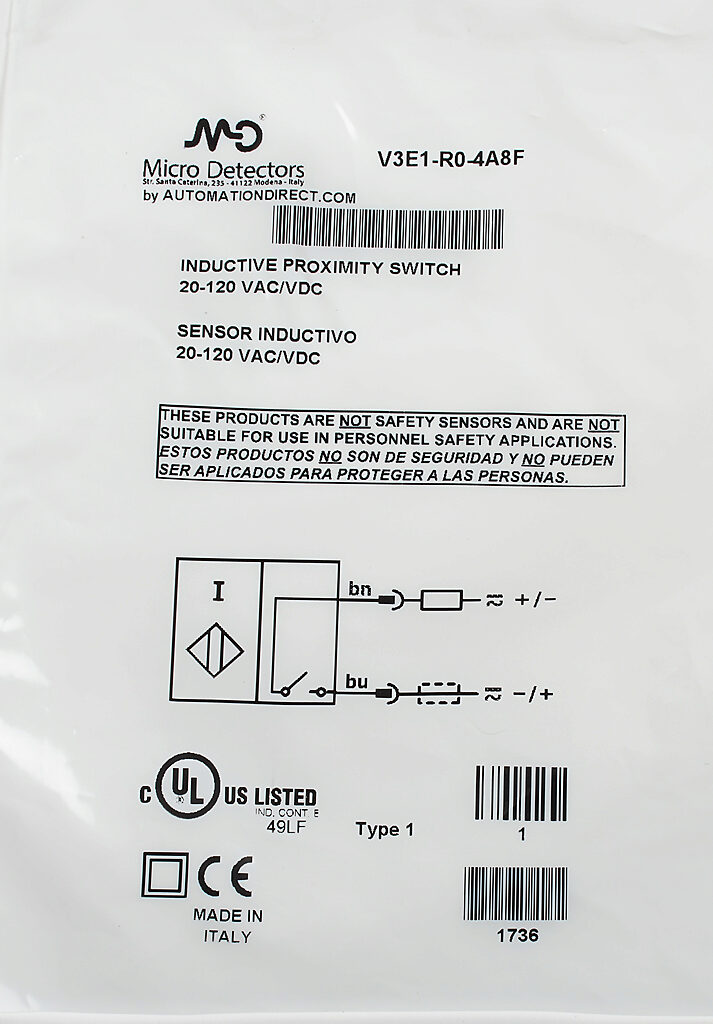 MD®
Micro Detectors
Str. Santa Caterina, 235 - 41122 Modena - Italy
by AUTOMATIONDIRECT.COM
V3E1-R0-4A8F
INDUCTIVE PROXIMITY SWITCH
20-120 VAC/VDC
SENSOR INDUCTIVO
20-120 VAC/VDC
THESE PRODUCTS ARE NOT SAFETY SENSORS AND ARE NOT
SUITABLE FOR USE IN PERSONNEL SAFETY APPLICATIONS.
ESTOS PRODUCTOS NO SON DE SEGURIDAD Y NO PUEDEN
SER APLICADOS PARA PROTEGER A LAS PERSONAS.
I
bn
+/-
bu
-/+
C UL® US LISTED
IND. CONT. E
49LF
Type 1
1
CE
MADE IN
ITALY
1736